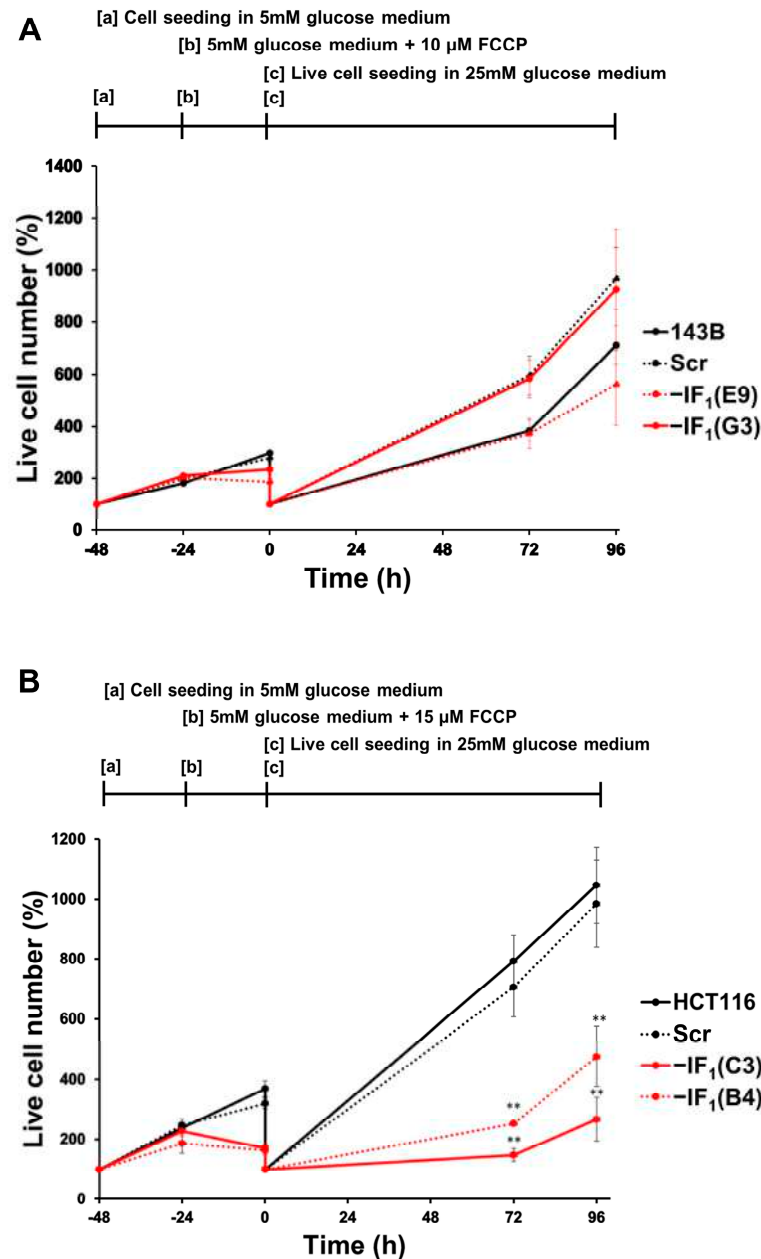 A
[a] Cell seeding in 5mM glucose medium
[b] 5mM glucose medium + 10 µM FCCP
[c] Live cell seeding in 25mM glucose medium
[a] [b] [c]
1400
1200
1000
800
600
400
200
0
Live cell number (%)
-48 -24 0 24 48 72 96
Time (h)
143B
Scr
−IF₁(E9)
−IF₁(G3)
B
[a] Cell seeding in 5mM glucose medium
[b] 5mM glucose medium + 15 µM FCCP
[c] Live cell seeding in 25mM glucose medium
[a] [b] [c]
1200
1000
800
600
400
200
0
Live cell number (%)
**
**
**
**
-48 -24 0 24 48 72 96
Time (h)
HCT116
Scr
−IF₁(C3)
−IF₁(B4)